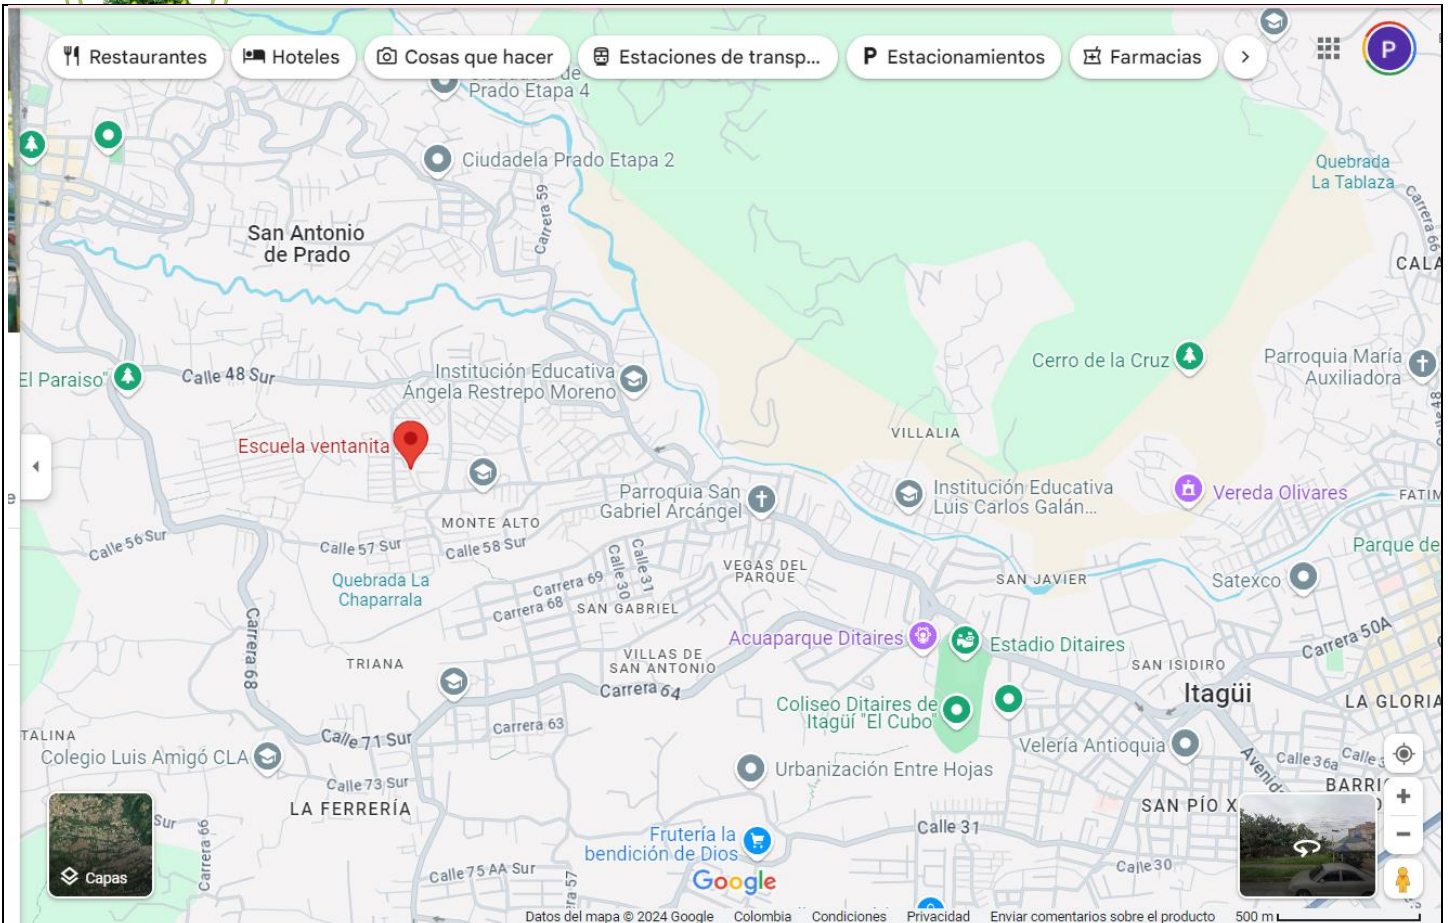 Restaurantes
Hoteles
Cosas que hacer
Estaciones de transp...
P Estacionamientos
Farmacias
P
Prado Etapa 4
Ciudadela Prado Etapa 2
Quebrada
La Tablaza
Carrera 59
Carrera 66
San Antonio
de Prado
CALA
El Paraiso"
Calle 48 Sur
Institución Educativa
Ángela Restrepo Moreno
Cerro de la Cruz
Parroquia María
Auxiliadora
Escuela ventanita
VILLALIA
Parroquia San
Gabriel Arcángel
Institución Educativa
Luis Carlos Galán...
Vereda Olivares
FATIM
MONTE ALTO
Calle 56 Sur
Calle 57 Sur
Calle 58 Sur
Calle 30
Calle 31
Parque de
Quebrada La
Chaparrala
VEGAS DEL
PARQUE
SAN JAVIER
Satexco
Carrera 69
Carrera 68
SAN GABRIEL
Carrera 68
Acuaparque Ditaires
Estadio Ditaires
Carrera 50A
TRIANA
VILLAS DE
SAN ANTONIO
SAN ISIDIRO
Carrera 64
Itagüi
LA GLORIA
Coliseo Ditaires de
Itagüí "El Cubo"
Carrera 63
TALINA
Calle 71 Sur
Colegio Luis Amigó CLA
Velería Antioquia
Avenida
Calle 36a
Calle 3
Urbanización Entre Hojas
Calle 73 Sur
BARRI
LA FERRERÍA
SAN PÍO X
Sur
Carrera 66
Calle 31
Frutería la
bendición de Dios
Calle 75 AA Sur
Calle 30
Capas
Google
Datos del mapa © 2024 Google Colombia Condiciones Privacidad Enviar comentarios sobre el producto 500 m